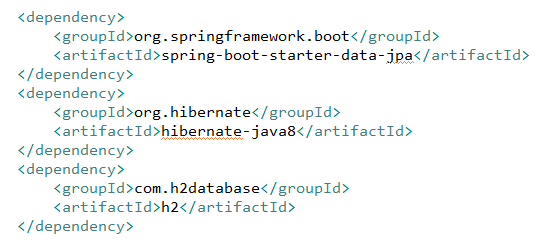 <dependency>
<groupId>org.springframework.boot</groupId>
<artifactId>spring-boot-starter-data-jpa</artifactId>
</dependency>
<dependency>
<groupId>org.hibernate</groupId>
<artifactId>hibernate-java8</artifactId>
</dependency>
<dependency>
<groupId>com.h2database</groupId>
<artifactId>h2</artifactId>
</dependency>